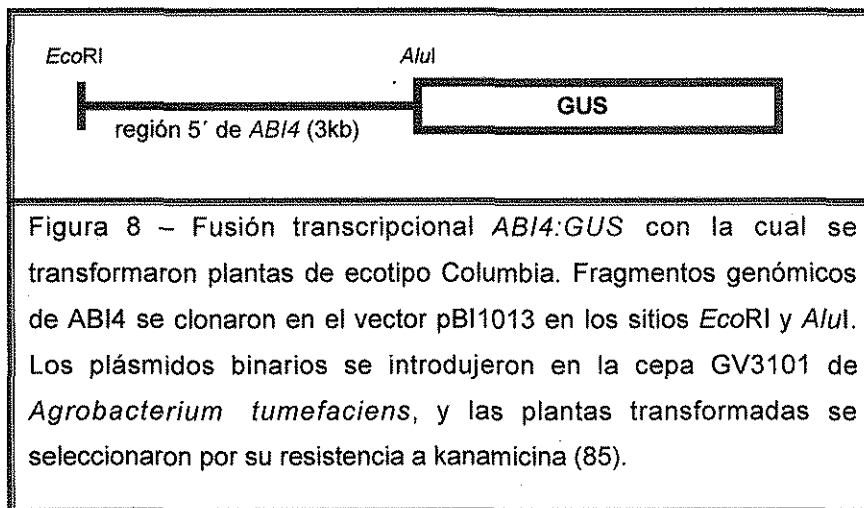 EcoRI AluI
GUS
región 5´ de ABI4 (3kb)
Figura 8 – Fusión transcripcional ABI4:GUS con la cual se
transformaron plantas de ecotipo Columbia. Fragmentos genómicos
de ABI4 se clonaron en el vector pBI1013 en los sitios EcoRI y AluI.
Los plásmidos binarios se introdujeron en la cepa GV3101 de
Agrobacterium tumefaciens, y las plantas transformadas se
seleccionaron por su resistencia a kanamicina (85).